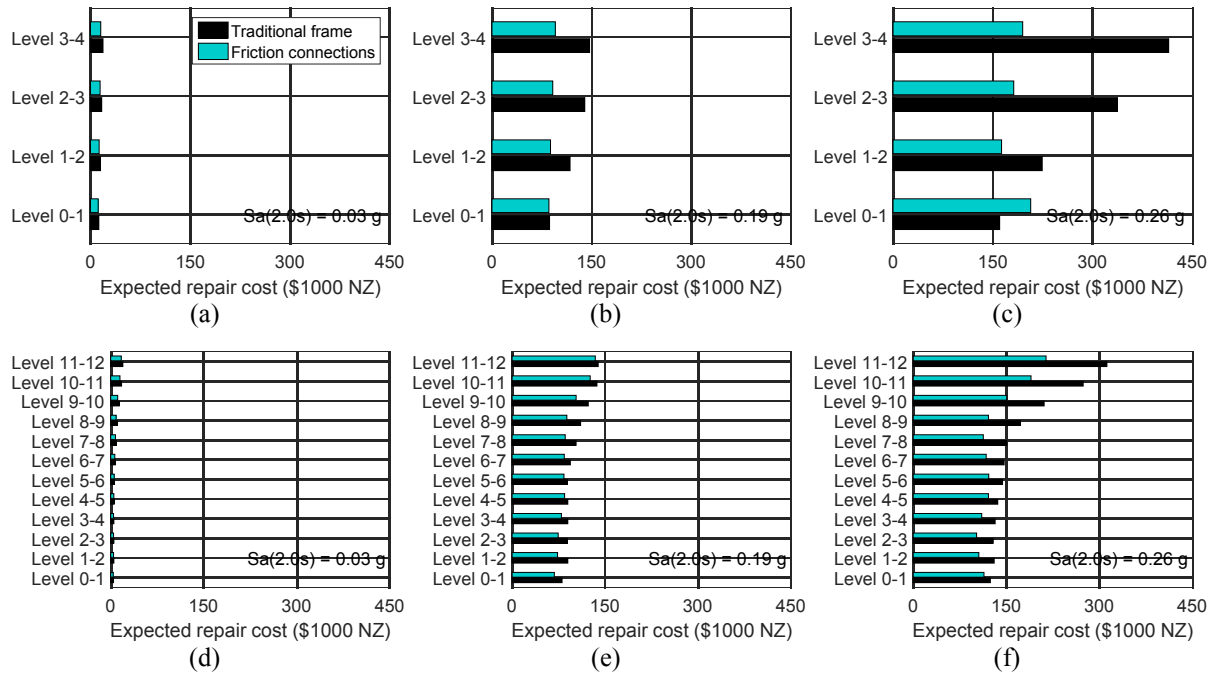 Traditional frame
Friction connections
Level 3-4
Level 2-3
Level 1-2
Level 0-1
Sa(2.0s) = 0.03 g
0 150 300 450
Expected repair cost ($1000 NZ)
(a)
Level 3-4
Level 2-3
Level 1-2
Level 0-1
Sa(2.0s) = 0.19 g
0 150 300 450
Expected repair cost ($1000 NZ)
(b)
Level 3-4
Level 2-3
Level 1-2
Level 0-1
Sa(2.0s) = 0.26 g
0 150 300 450
Expected repair cost ($1000 NZ)
(c)
Level 11-12
Level 10-11
Level 9-10
Level 8-9
Level 7-8
Level 6-7
Level 5-6
Level 4-5
Level 3-4
Level 2-3
Level 1-2
Level 0-1
Sa(2.0s) = 0.03 g
0 150 300 450
Expected repair cost ($1000 NZ)
(d)
Level 11-12
Level 10-11
Level 9-10
Level 8-9
Level 7-8
Level 6-7
Level 5-6
Level 4-5
Level 3-4
Level 2-3
Level 1-2
Level 0-1
Sa(2.0s) = 0.19 g
0 150 300 450
Expected repair cost ($1000 NZ)
(e)
Level 11-12
Level 10-11
Level 9-10
Level 8-9
Level 7-8
Level 6-7
Level 5-6
Level 4-5
Level 3-4
Level 2-3
Level 1-2
Level 0-1
Sa(2.0s) = 0.26 g
0 150 300 450
Expected repair cost ($1000 NZ)
(f)